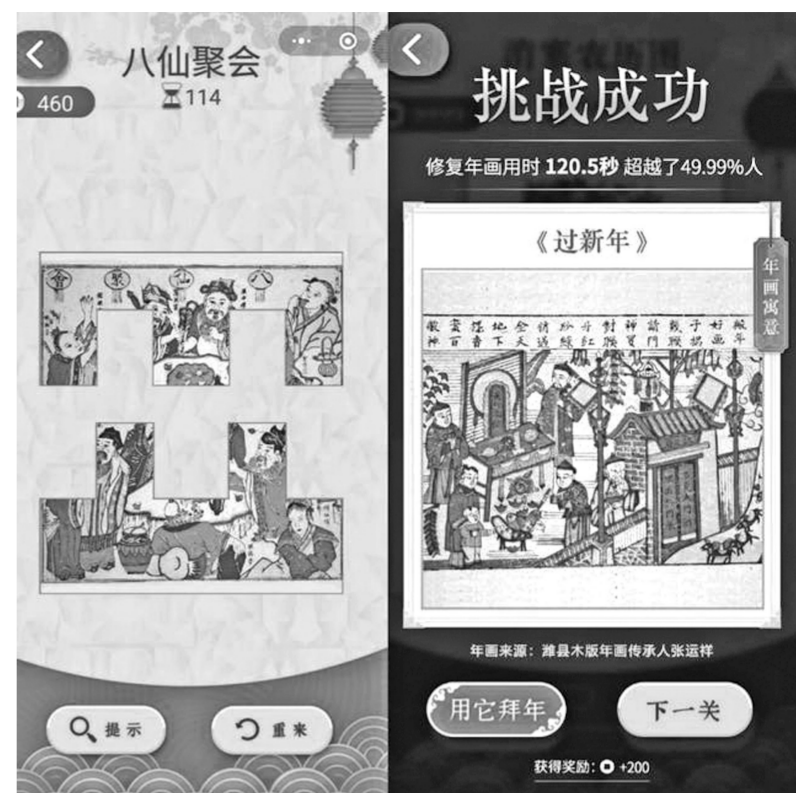 八仙聚会
114
460
會 聚 仙 八
提示
重来
挑战成功
修复年画用时 120.5秒 超越了49.99%人
《过新年》
年画寓意
年画来源：潍县木版年画传承人张运祥
用它拜年
下一关
获得奖励： +200